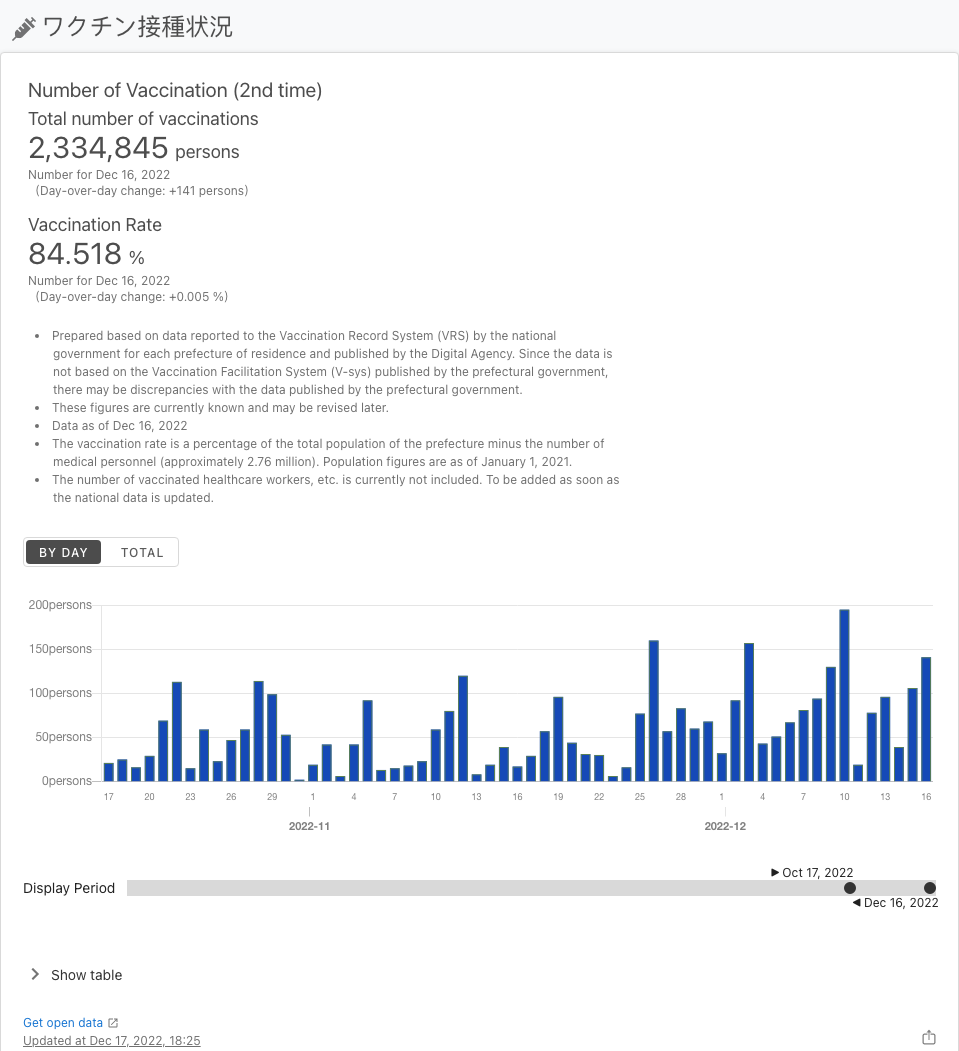 ワクチン接種状況
Number of Vaccination (2nd time)
Total number of vaccinations
2,334,845 persons
Number for Dec 16, 2022
(Day-over-day change: +141 persons)
Vaccination Rate
84.518 %
Number for Dec 16, 2022
(Day-over-day change: +0.005 %)
• Prepared based on data reported to the Vaccination Record System (VRS) by the national
government for each prefecture of residence and published by the Digital Agency. Since the data is
not based on the Vaccination Facilitation System (V-sys) published by the prefectural government,
there may be discrepancies with the data published by the prefectural government.
• These figures are currently known and may be revised later.
• Data as of Dec 16, 2022
• The vaccination rate is a percentage of the total population of the prefecture minus the number of
medical personnel (approximately 2.76 million). Population figures are as of January 1, 2021.
• The number of vaccinated healthcare workers, etc. is currently not included. To be added as soon as
the national data is updated.
BY DAY TOTAL
200persons
150persons
100persons
50persons
0persons
17 20 23 26 29 1 4 7 10 13 16 19 22 25 28 1 4 7 10 13 16
2022-11 2022-12
Oct 17, 2022
Display Period
Dec 16, 2022
Show table
Get open data
Updated at Dec 17, 2022, 18:25